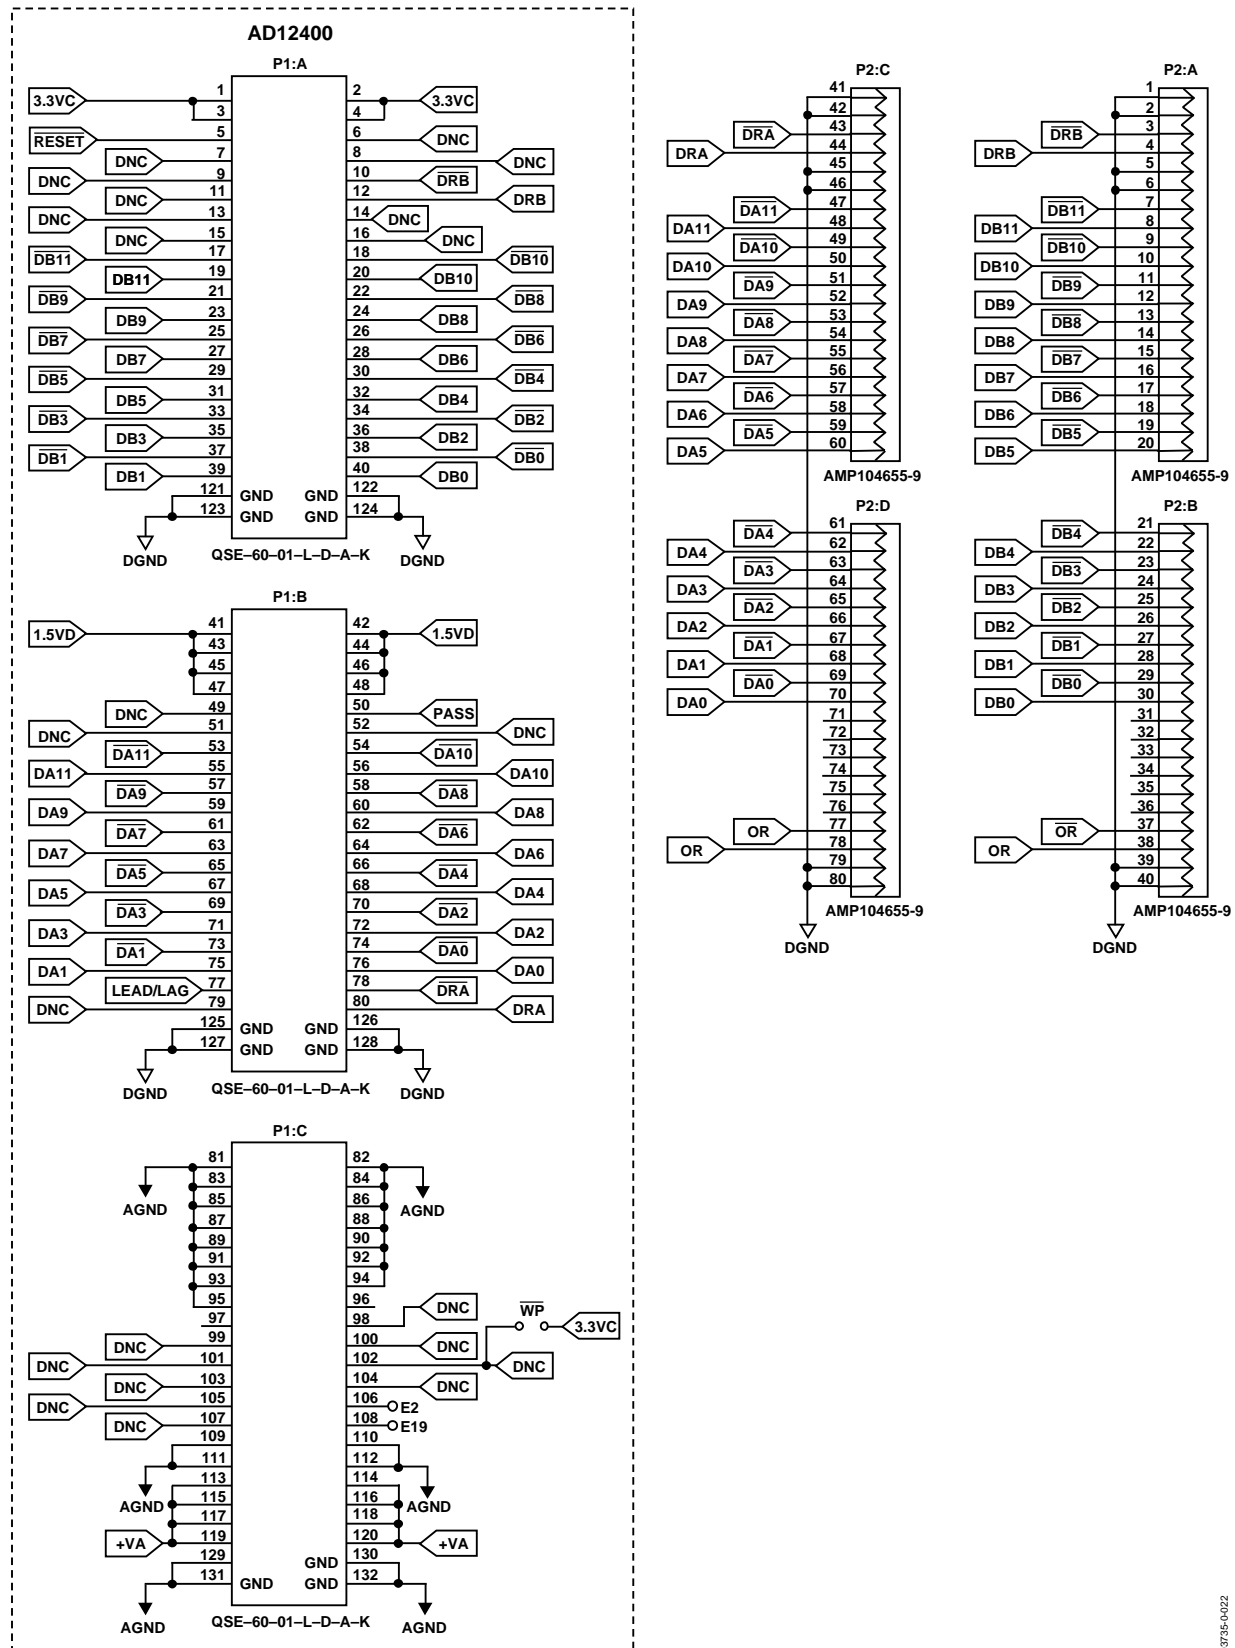 AD12400
P1:A
3.3VC 1 2 3.3VC
3 4
RESET 5 6 DNC
DNC 7 8 DNC
DNC 9 10 DRB
DNC 11 12 DRB
DNC 13 14 DNC
DNC 15 16 DNC
DB11 17 18 DB10
DB11 19 20 DB10
DB9 21 22 DB8
DB9 23 24 DB8
DB7 25 26 DB6
DB7 27 28 DB6
DB5 29 30 DB4
DB5 31 32 DB4
DB3 33 34 DB2
DB3 35 36 DB2
DB1 37 38 DB0
DB1 39 40 DB0
121 GND GND 122
123 GND GND 124
DGND QSE–60–01–L–D–A–K DGND
P1:B
1.5VD 41 42 1.5VD
43 44
45 46
47 48
DNC 49 50 PASS
DNC 51 52 DNC
DA11 53 54 DA10
DA11 55 56 DA10
DA9 57 58 DA8
DA9 59 60 DA8
DA7 61 62 DA6
DA7 63 64 DA6
DA5 65 66 DA4
DA5 67 68 DA4
DA3 69 70 DA2
DA3 71 72 DA2
DA1 73 74 DA0
DA1 75 76 DA0
LEAD/LAG 77 78 DRA
DNC 79 80 DRA
125 GND GND 126
127 GND GND 128
DGND QSE–60–01–L–D–A–K DGND
P1:C
81 82
83 84
AGND 85 86 AGND
87 88
89 90
91 92
93 94
95 96
97 98 DNC WP 3.3VC
DNC 99 100 DNC
DNC 101 102 DNC
DNC 103 104 DNC
DNC 105 106 E2
DNC 107 108 E19
109 110
111 112
113 114
AGND 115 116 AGND
117 118
+VA 119 120 +VA
129 GND 130
131 GND GND 132
AGND QSE–60–01–L–D–A–K AGND
P2:C
41
42
DRA 43
DRA 44
45
46
DA11 47
DA11 48
DA10 49
DA10 50
DA9 51
DA9 52
DA8 53
DA8 54
DA7 55
DA7 56
DA6 57
DA6 58
DA5 59
DA5 60
AMP104655-9
P2:D
DA4 61
DA4 62
DA3 63
DA3 64
DA2 65
DA2 66
DA1 67
DA1 68
DA0 69
DA0 70
71
72
73
74
75
76
OR 77
OR 78
79
80
AMP104655-9
DGND
P2:A
1
2
DRB 3
DRB 4
5
6
DB11 7
DB11 8
DB10 9
DB10 10
DB9 11
DB9 12
DB8 13
DB8 14
DB7 15
DB7 16
DB6 17
DB6 18
DB5 19
DB5 20
AMP104655-9
P2:B
DB4 21
DB4 22
DB3 23
DB3 24
DB2 25
DB2 26
DB1 27
DB1 28
DB0 29
DB0 30
31
32
33
34
35
36
OR 37
OR 38
39
40
AMP104655-9
DGND
3735-0-022